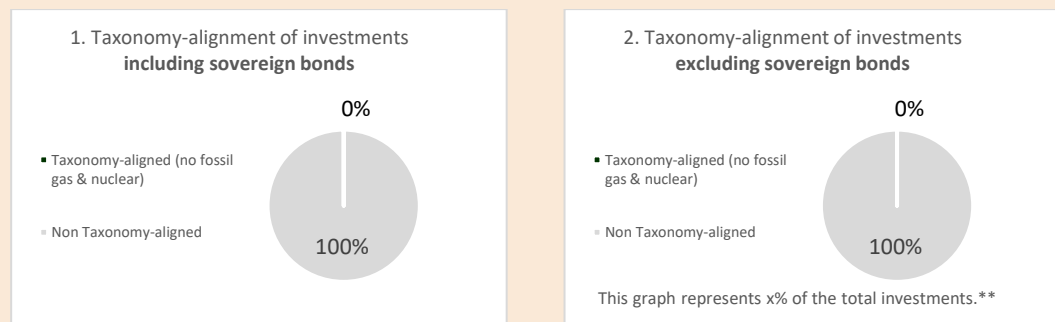 1. Taxonomy-alignment of investments
including sovereign bonds
0%
Taxonomy-aligned (no fossil
gas & nuclear)
Non Taxonomy-aligned
100%
2. Taxonomy-alignment of investments
excluding sovereign bonds
0%
Taxonomy-aligned (no fossil
gas & nuclear)
Non Taxonomy-aligned
100%
This graph represents x% of the total investments.**